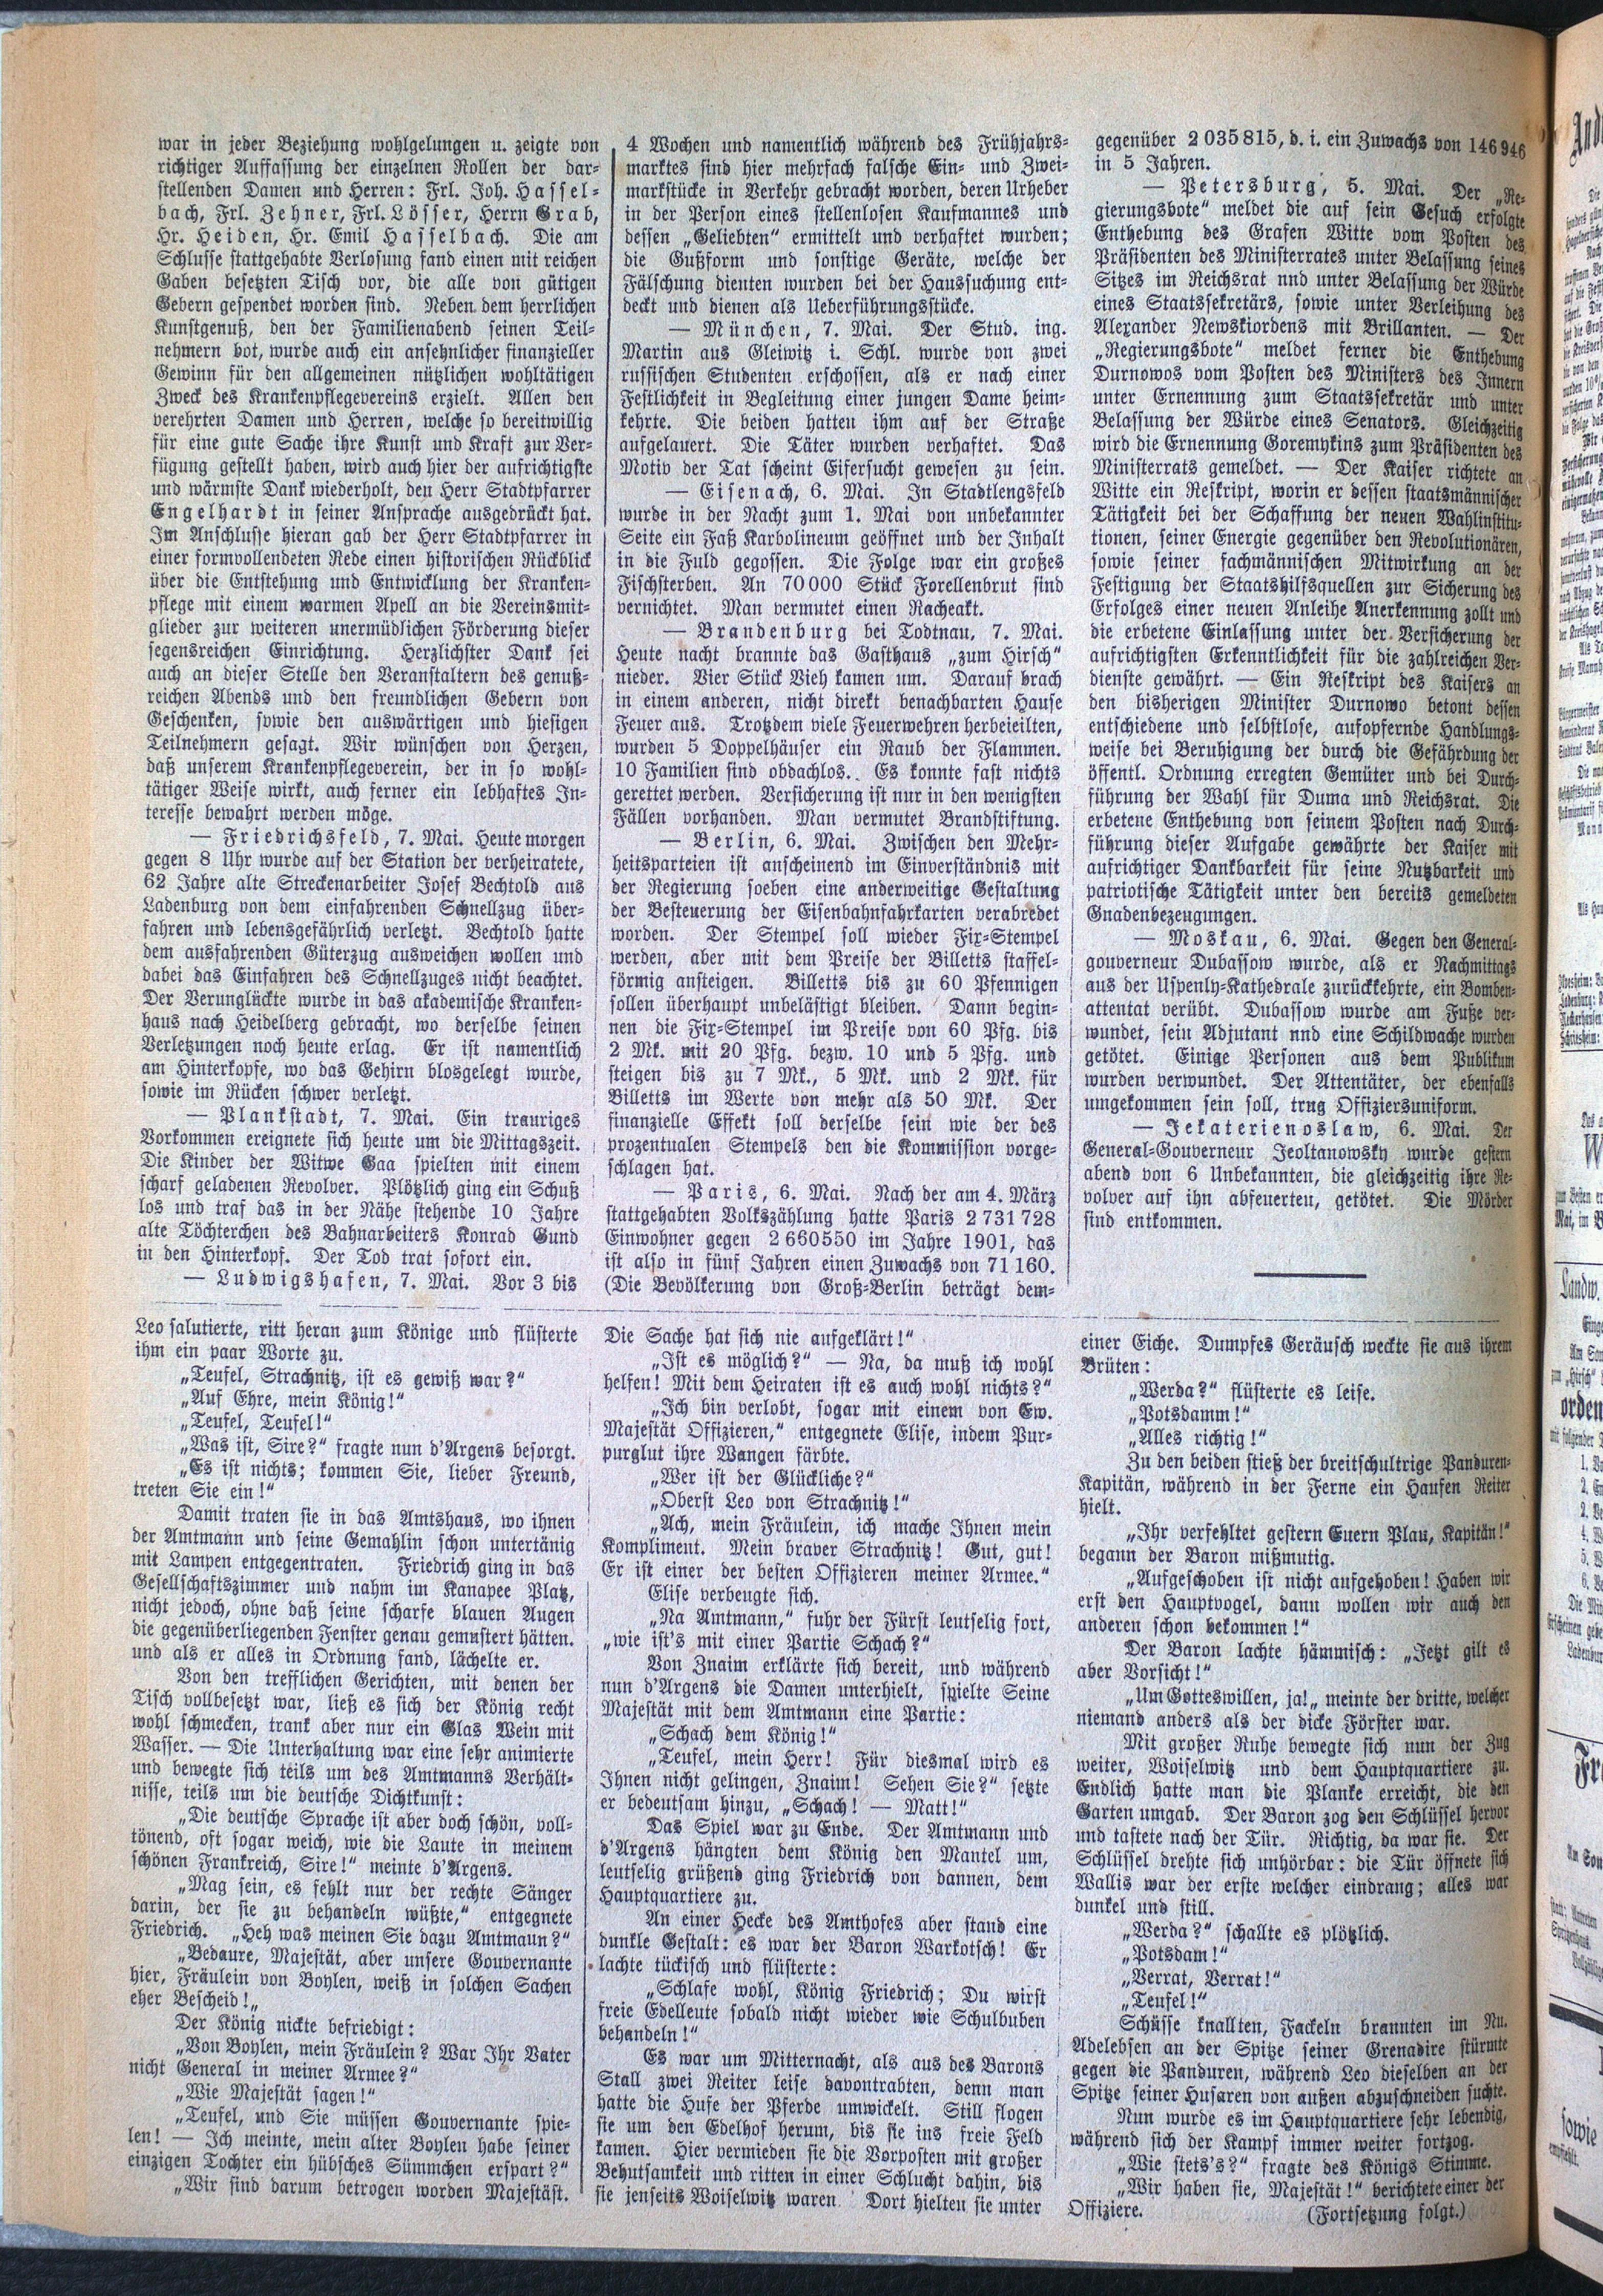 war in jeder Beziehung wohlgelungen u. zeigte von
richtiger Auffassung der einzelnen Rollen der dar-
stellenden Damen und Herren: Frl. Joh. Hassel-
bach, Frl. Zehner, Frl. Lösser, Herrn Grab,
Hr. Heiden, Hr. Emil Hasselbach. Die am
Schlusse stattgehabte Verlosung fand einen mit reichen
Gaben besetzten Tisch vor, die alle von gütigen
Gebern gespendet worden sind. Neben dem herrlichen
Kunstgenuß, den der Familienabend seinen Teil-
nehmern bot, wurde auch ein ansehnlicher finanzieller
Gewinn für den allgemeinen nützlichen wohltätigen
Zweck des Krankenpflegevereins erzielt. Allen den
verehrten Damen und Herren, welche so bereitwillig
für eine gute Sache ihre Kunst und Kraft zur Ver-
fügung gestellt haben, wird auch hier der aufrichtigste
und wärmste Dank wiederholt, den Herr Stadtpfarrer
Engelhardt in seiner Ansprache ausgedrückt hat.
Im Anschlusse hieran gab der Herr Stadtpfarrer in
einer formvollendeten Rede einen historischen Rückblick
über die Entstehung und Entwicklung der Kranken-
pflege mit einem warmen Apell an die Vereinsmit-
glieder zur weiteren unermüdlichen Förderung dieser
segensreichen Einrichtung. Herzlichster Dank sei
auch an dieser Stelle den Veranstaltern des genuß-
reichen Abends und den freundlichen Gebern von
Geschenken, sowie den auswärtigen und hiesigen
Teilnehmern gesagt. Wir wünschen von Herzen,
daß unserem Krankenpflegeverein, der in so wohl-
tätiger Weise wirkt, auch ferner ein lebhaftes In-
teresse bewahrt werden möge.
— Friedrichsfeld, 7. Mai. Heute morgen
gegen 8 Uhr wurde auf der Station der verheiratete,
62 Jahre alte Streckenarbeiter Josef Bechtold aus
Ladenburg von dem einfahrenden Schnellzug über-
fahren und lebensgefährlich verletzt. Bechtold hatte
dem ausfahrenden Güterzug ausweichen wollen und
dabei das Einfahren des Schnellzuges nicht beachtet.
Der Verunglückte wurde in das akademische Kranken-
haus nach Heidelberg gebracht, wo derselbe seinen
Verletzungen noch heute erlag. Er ist namentlich
am Hinterkopfe, wo das Gehirn blosgelegt wurde,
sowie im Rücken schwer verletzt.
— Plankstadt, 7. Mai. Ein trauriges
Vorkommen ereignete sich heute um die Mittagszeit.
Die Kinder der Witwe Gaa spielten mit einem
scharf geladenen Revolver. Plötzlich ging ein Schuß
los und traf das in der Nähe stehende 10 Jahre
alte Töchterchen des Bahnarbeiters Konrad Gund
in den Hinterkopf. Der Tod trat sofort ein.
— Ludwigshafen, 7. Mai. Vor 3 bis
4 Wochen und namentlich während des Frühjahrs-
marktes sind hier mehrfach falsche Ein- und Zwei-
markstücke in Verkehr gebracht worden, deren Urheber
in der Person eines stellenlosen Kaufmannes und
dessen „Geliebten“ ermittelt und verhaftet wurden;
die Gußform und sonstige Geräte, welche der
Fälschung dienten wurden bei der Haussuchung ent-
deckt und dienen als Ueberführungsstücke.
— München, 7. Mai. Der Stud. ing.
Martin aus Gleiwitz i. Schl. wurde von zwei
russischen Studenten erschossen, als er nach einer
Festlichkeit in Begleitung einer jungen Dame heim-
kehrte. Die beiden hatten ihm auf der Straße
aufgelauert. Die Täter wurden verhaftet. Das
Motiv der Tat scheint Eifersucht gewesen zu sein.
— Eisenach, 6. Mai. In Stadtlengsfeld
wurde in der Nacht zum 1. Mai von unbekannter
Seite ein Faß Karbolineum geöffnet und der Inhalt
in die Fuld gegossen. Die Folge war ein großes
Fischsterben. An 70000 Stück Forellenbrut sind
vernichtet. Man vermutet einen Racheakt.
— Brandenburg bei Todtnau, 7. Mai.
Heute nacht brannte das Gasthaus „zum Hirsch“
nieder. Vier Stück Vieh kamen um. Darauf brach
in einem anderen, nicht direkt benachbarten Hause
Feuer aus. Trotzdem viele Feuerwehren herbeieilten,
wurden 5 Doppelhäuser ein Raub der Flammen.
10 Familien sind obdachlos. Es konnte fast nichts
gerettet werden. Versicherung ist nur in den wenigsten
Fällen vorhanden. Man vermutet Brandstiftung.
— Berlin, 6. Mai. Zwischen den Mehr-
heitsparteien ist anscheinend im Einverständnis mit
der Regierung soeben eine anderweitige Gestaltung
der Besteuerung der Eisenbahnfahrkarten verabredet
worden. Der Stempel soll wieder Fix-Stempel
werden, aber mit dem Preise der Billetts staffel-
förmig ansteigen. Billetts bis zu 60 Pfennigen
sollen überhaupt unbelästigt bleiben. Dann begin-
nen die Fix-Stempel im Preise von 60 Pfg. bis
2 Mk. mit 20 Pfg. bezw. 10 und 5 Pfg. und
steigen bis zu 7 Mk., 5 Mk. und 2 Mk. für
Billetts im Werte von mehr als 50 Mk. Der
finanzielle Effekt soll derselbe sein wie der des
prozentualen Stempels den die Kommission vorge-
schlagen hat.
— Paris, 6. Mai. Nach der am 4. März
stattgehabten Volkszählung hatte Paris 2731728
Einwohner gegen 2660550 im Jahre 1901, das
ist also in fünf Jahren einen Zuwachs von 71160.
(Die Bevölkerung von Groß-Berlin beträgt dem-
gegenüber 2035815, d. i. ein Zuwachs von 146946
in 5 Jahren.
— Petersburg, 5. Mai. Der „Re-
gierungsbote“ meldet die auf sein Gesuch erfolgte
Enthebung des Grafen Witte vom Posten des
Präsidenten des Ministerrates unter Belassung seines
Sitzes im Reichsrat nnd unter Belassung der Würde
eines Staatssekretärs, sowie unter Verleihung des
Alexander Newskiordens mit Brillanten. — Der
„Regierungsbote“ meldet ferner die Enthebung
Durnowos vom Posten des Ministers des Innern
unter Ernennung zum Staatssekretär und unter
Belassung der Würde eines Senators. Gleichzeitig
wird die Ernennung Goremykins zum Präsidenten des
Ministerrats gemeldet. — Der Kaiser richtete an
Witte ein Reskript, worin er dessen staatsmännischer
Tätigkeit bei der Schaffung der neuen Wahlinstitu-
tionen, seiner Energie gegenüber den Revolutionären,
sowie seiner fachmännischen Mitwirkung an der
Festigung der Staatshilfsquellen zur Sicherung des
Erfolges einer neuen Anleihe Anerkennung zollt und
die erbetene Einlassung unter der Versicherung der
aufrichtigsten Erkenntlichkeit für die zahlreichen Ver-
dienste gewährt. — Ein Reskript des Kaisers an
den bisherigen Minister Durnowo betont dessen
entschiedene und selbstlose, aufopfernde Handlungs-
weise bei Beruhigung der durch die Gefährdung der
öffentl. Ordnung erregten Gemüter und bei Durch-
führung der Wahl für Duma und Reichsrat. Die
erbetene Enthebung von seinem Posten nach Durch-
führung dieser Aufgabe gewährte der Kaiser mit
aufrichtiger Dankbarkeit für seine Nutzbarkeit und
patriotische Tätigkeit unter den bereits gemeldeten
Gnadenbezeugungen.
— Moskau, 6. Mai. Gegen den General-
gouverneur Dubassow wurde, als er Nachmittags
aus der Uspenly-Kathedrale zurückkehrte, ein Bomben-
attentat verübt. Dubassow wurde am Fuße ver-
wundet, sein Adjutant nnd eine Schildwache wurden
getötet. Einige Personen aus dem Publikum
wurden verwundet. Der Attentäter, der ebenfalls
umgekommen sein soll, trug Offiziersuniform.
— Jekaterienoslaw, 6. Mai. Der
General-Gouverneur Jeoltanowsky wurde gestern
abend von 6 Unbekannten, die gleichzeitig ihre Re-
volver auf ihn abfeuerten, getötet. Die Mörder
sind entkommen.
Leo salutierte, ritt heran zum Könige und flüsterte
ihm ein paar Worte zu.
„Teufel, Strachnitz, ist es gewiß war?“
„Auf Ehre, mein König!“
„Teufel, Teufel!“
„Was ist, Sire?“ fragte nun d'Argens besorgt.
„Es ist nichts; kommen Sie, lieber Freund,
treten Sie ein!“
Damit traten sie in das Amtshaus, wo ihnen
der Amtmann und seine Gemahlin schon untertänig
mit Lampen entgegentraten. Friedrich ging in das
Gesellschaftszimmer und nahm im Kanapee Platz,
nicht jedoch, ohne daß seine scharfe blauen Augen
die gegenüberliegenden Fenster genau gemustert hätten.
und als er alles in Ordnung fand, lächelte er.
Von den trefflichen Gerichten, mit denen der
Tisch vollbesetzt war, ließ es sich der König recht
wohl schmecken, trank aber nur ein Glas Wein mit
Wasser. — Die Unterhaltung war eine sehr animierte
und bewegte sich teils um des Amtmanns Verhält-
nisse, teils um die deutsche Dichtkunst:
„Die deutsche Sprache ist aber doch schön, voll-
tönend, oft sogar weich, wie die Laute in meinem
schönen Frankreich, Sire!“ meinte d'Argens.
„Mag sein, es fehlt nur der rechte Sänger
darin, der sie zu behandeln wüßte,“ entgegnete
Friedrich. „Heh was meinen Sie dazu Amtmann?“
„Bedaure, Majestät, aber unsere Gouvernante
hier, Fräulein von Boylen, weiß in solchen Sachen
eher Bescheid!„
Der König nickte befriedigt:
„Von Boylen, mein Fräulein? War Ihr Vater
nicht General in meiner Armee?“
„Wie Majestät sagen!“
„Teufel, und Sie müssen Gouvernante spie-
len! — Ich meinte, mein alter Boylen habe seiner
einzigen Tochter ein hübsches Sümmchen erspart?“
„Wir sind darum betrogen worden Majestäst.
Die Sache hat sich nie aufgeklärt!“
„Ist es möglich?“ — Na, da muß ich wohl
helfen! Mit dem Heiraten ist es auch wohl nichts?“
„Ich bin verlobt, sogar mit einem von Ew.
Majestät Offizieren,“ entgegnete Elise, indem Pur-
purglut ihre Wangen färbte.
„Wer ist der Glückliche?“
„Oberst Leo von Strachnitz!“
„Ach, mein Fräulein, ich mache Ihnen mein
Kompliment. Mein braver Strachnitz! Gut, gut!
Er ist einer der besten Offizieren meiner Armee.“
Elise verbeugte sich.
„Na Amtmann,“ fuhr der Fürst leutselig fort,
„wie ist's mit einer Partie Schach?“
Von Znaim erklärte sich bereit, und während
nun d'Argens die Damen unterhielt, spielte Seine
Majestät mit dem Amtmann eine Partie:
„Schach dem König!“
„Teufel, mein Herr! Für diesmal wird es
Ihnen nicht gelingen, Znaim! Sehen Sie?“ setzte
er bedeutsam hinzu, „Schach! — Matt!“
Das Spiel war zu Ende. Der Amtmann und
d'Argens hängten dem König den Mantel um,
leutselig grüßend ging Friedrich von dannen, dem
Hauptquartiere zu.
An einer Hecke des Amthofes aber stand eine
dunkle Gestalt: es war der Baron Warkotsch! Er
lachte tückisch und flüsterte:
„Schlafe wohl, König Friedrich; Du wirst
freie Edelleute sobald nicht wieder wie Schulbuben
behandeln!“
Es war um Mitternacht, als aus des Barons
Stall zwei Reiter leise davontrabten, denn man
hatte die Hufe der Pferde umwickelt. Still flogen
sie um den Edelhof herum, bis sie ins freie Feld
kamen. Hier vermieden sie die Vorposten mit großer
Behutsamkeit und ritten in einer Schlucht dahin, bis
sie jenseits Woiselwitz waren. Dort hielten sie unter
einer Eiche. Dumpfes Geräusch weckte sie aus ihrem
Brüten:
„Werda?“ flüsterte es leise.
„Potsdamm!“
„Alles richtig!“
Zu den beiden stieß der breitschultrige Panduren-
Kapitän, während in der Ferne ein Haufen Reiter
hielt.
„Ihr verfehltet gestern Euern Plau, Kapitän!“
begann der Baron mißmutig.
„Aufgeschoben ist nicht aufgehoben! Haben wir
erst den Hauptvogel, dann wollen wir auch den
anderen schon bekommen!“
Der Baron lachte hämmisch: „Jetzt gilt es
aber Vorsicht!“
„Um Gotteswillen, ja!„ meinte der dritte, welcher
niemand anders als der dicke Förster war.
Mit großer Ruhe bewegte sich nun der Zug
weiter, Woiselwitz und dem Hauptquartiere zu.
Endlich hatte man die Planke erreicht, die den
Garten umgab. Der Baron zog den Schlüssel hervor
und tastete nach der Tür. Richtig, da war sie. Der
Schlüssel drehte sich unhörbar: die Tür öffnete sich
Wallis war der erste welcher eindrang; alles war
dunkel und still.
„Werda?“ schallte es plötzlich.
„Potsdam!“
„Verrat, Verrat!“
„Teufel!“
Schüsse knallten, Fackeln brannten im Nu.
Adelebsen an der Spitze seiner Grenadire stürmte
gegen die Panduren, während Leo dieselben an der
Spitze seiner Husaren von außen abzuschneiden suchte.
Nun wurde es im Hauptquartiere sehr lebendig,
während sich der Kampf immer weiter fortzog.
„Wie stets's?“ fragte des Königs Stimme.
„Wir haben sie, Majestät!“ berichtete einer der
Offiziere. (Fortsetzung folgt.)